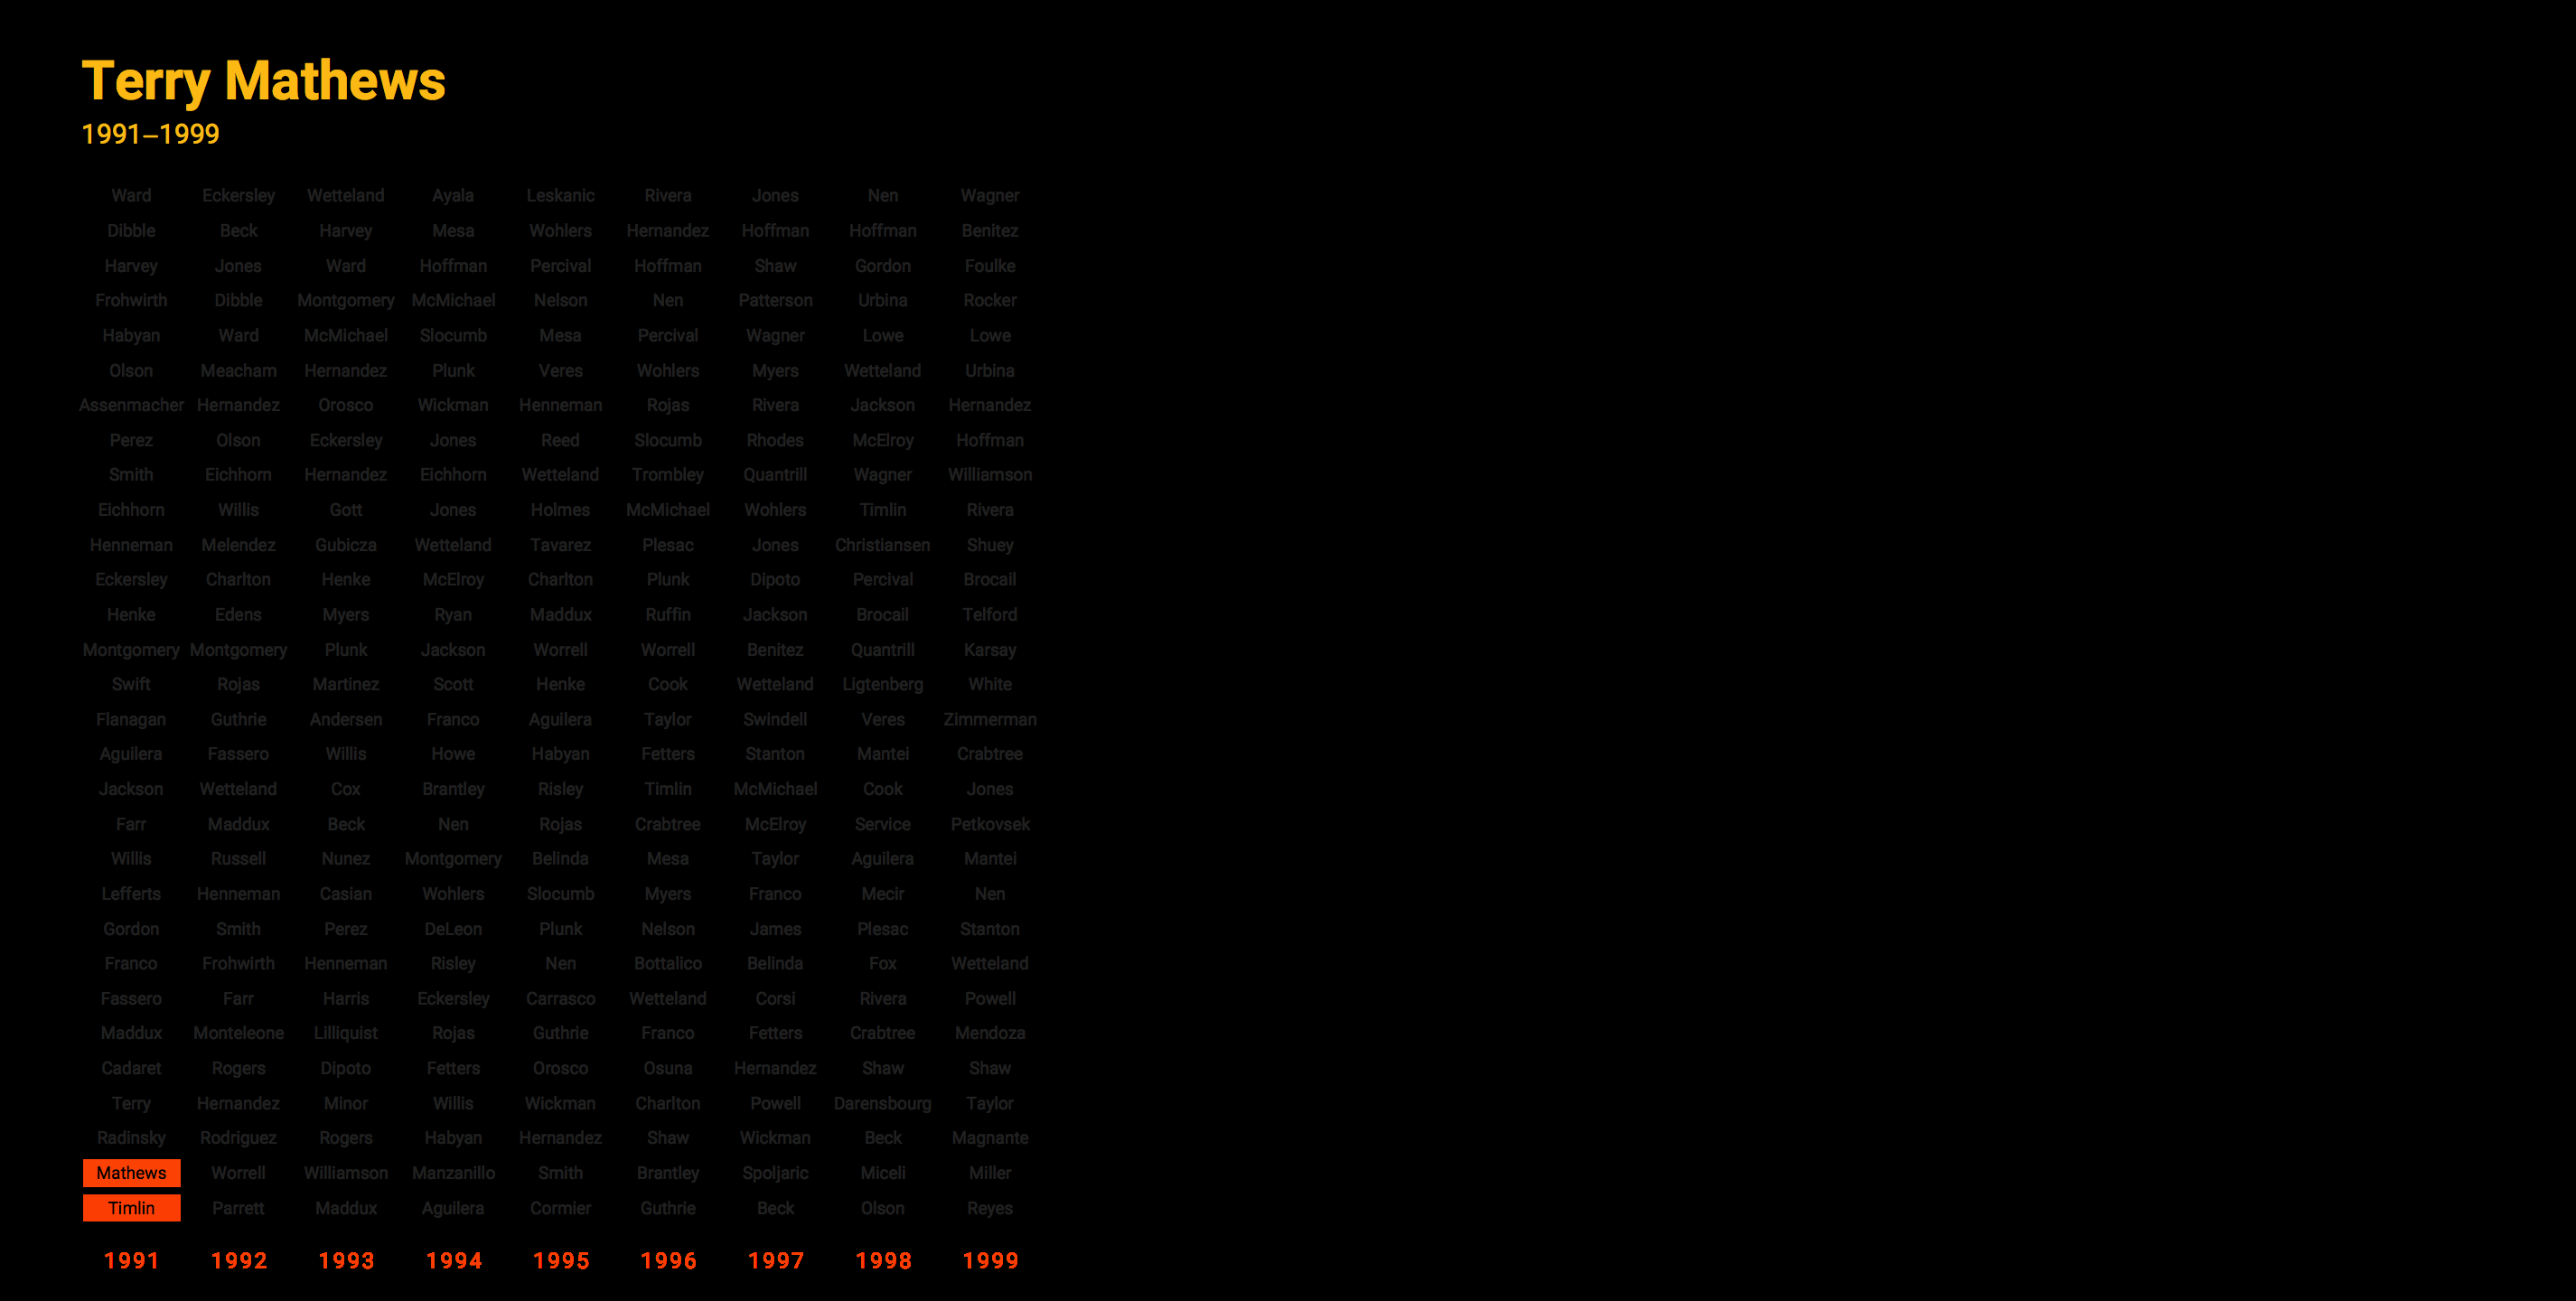 Terry Mathews
1991–1999
Ward Eckersley Wetteland Ayala Leskanic Rivera Jones Nen Wagner
Dibble Beck Harvey Mesa Wohlers Hernandez Hoffman Hoffman Benitez
Harvey Jones Ward Hoffman Percival Hoffman Shaw Gordon Foulke
Frohwirth Dibble Montgomery McMichael Nelson Nen Patterson Urbina Rocker
Habyan Ward McMichael Slocumb Mesa Percival Wagner Lowe Lowe
Olson Meacham Hernandez Plunk Veres Wohlers Myers Wetteland Urbina
Assenmacher Hernandez Orosco Wickman Henneman Rojas Rivera Jackson Hernandez
Perez Olson Eckersley Jones Reed Slocumb Rhodes McElroy Hoffman
Smith Eichhorn Hernandez Eichhorn Wetteland Trombley Quantrill Wagner Williamson
Eichhorn Willis Gott Jones Holmes McMichael Wohlers Timlin Rivera
Henneman Melendez Gubicza Wetteland Tavarez Plesac Jones Christiansen Shuey
Eckersley Charlton Henke McElroy Charlton Plunk Dipoto Percival Brocail
Henke Edens Myers Ryan Maddux Ruffin Jackson Brocail Telford
Montgomery Montgomery Plunk Jackson Worrell Worrell Benitez Quantrill Karsay
Swift Rojas Martinez Scott Henke Cook Wetteland Ligtenberg White
Flanagan Guthrie Andersen Franco Aguilera Taylor Swindell Veres Zimmerman
Aguilera Fassero Willis Howe Habyan Fetters Stanton Mantei Crabtree
Jackson Wetteland Cox Brantley Risley Timlin McMichael Cook Jones
Farr Maddux Beck Nen Rojas Crabtree McElroy Service Petkovsek
Willis Russell Nunez Montgomery Belinda Mesa Taylor Aguilera Mantei
Lefferts Henneman Casian Wohlers Slocumb Myers Franco Mecir Nen
Gordon Smith Perez DeLeon Plunk Nelson James Plesac Stanton
Franco Frohwirth Henneman Risley Nen Bottalico Belinda Fox Wetteland
Fassero Farr Harris Eckersley Carrasco Wetteland Corsi Rivera Powell
Maddux Monteleone Lilliquist Rojas Guthrie Franco Fetters Crabtree Mendoza
Cadaret Rogers Dipoto Fetters Orosco Osuna Hernandez Shaw Shaw
Terry Hernandez Minor Willis Wickman Charlton Powell Darensbourg Taylor
Radinsky Rodriguez Rogers Habyan Hernandez Shaw Wickman Beck Magnante
Mathews Worrell Williamson Manzanillo Smith Brantley Spoljaric Miceli Miller
Timlin Parrett Maddux Aguilera Cormier Guthrie Beck Olson Reyes
1991 1992 1993 1994 1995 1996 1997 1998 1999